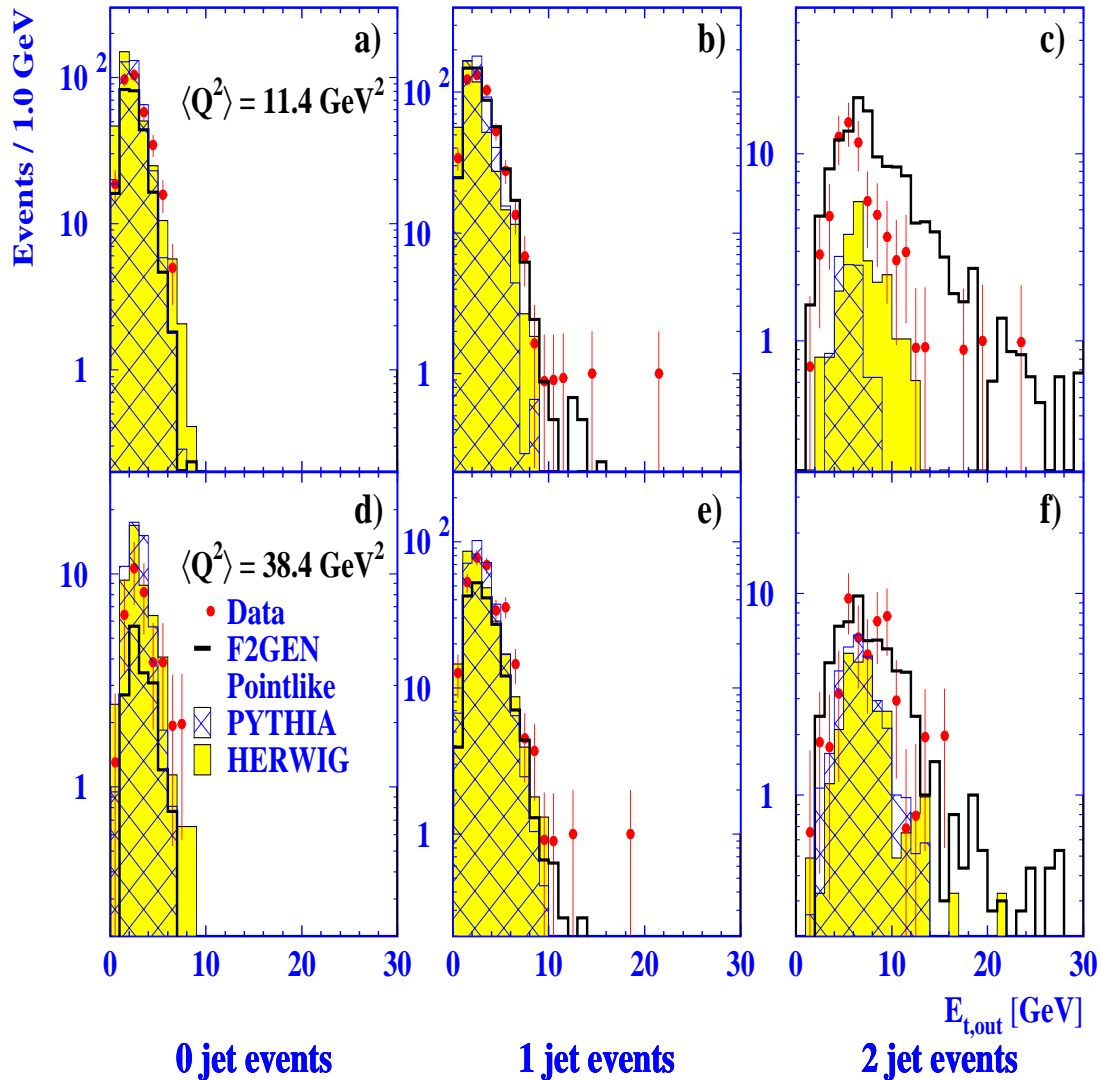 Events / 1.0 GeV
a)
b)
c)
⟨Q²⟩ = 11.4 GeV²
10²
10
1
10²
10
1
10
1
d)
e)
f)
⟨Q²⟩ = 38.4 GeV²
Data
F2GEN
Pointlike
PYTHIA
HERWIG
10
1
10²
10
1
10
1
0 10 20 30
0 10 20 30
0 10 20 30
E_t,out [GeV]
0 jet events
1 jet events
2 jet events